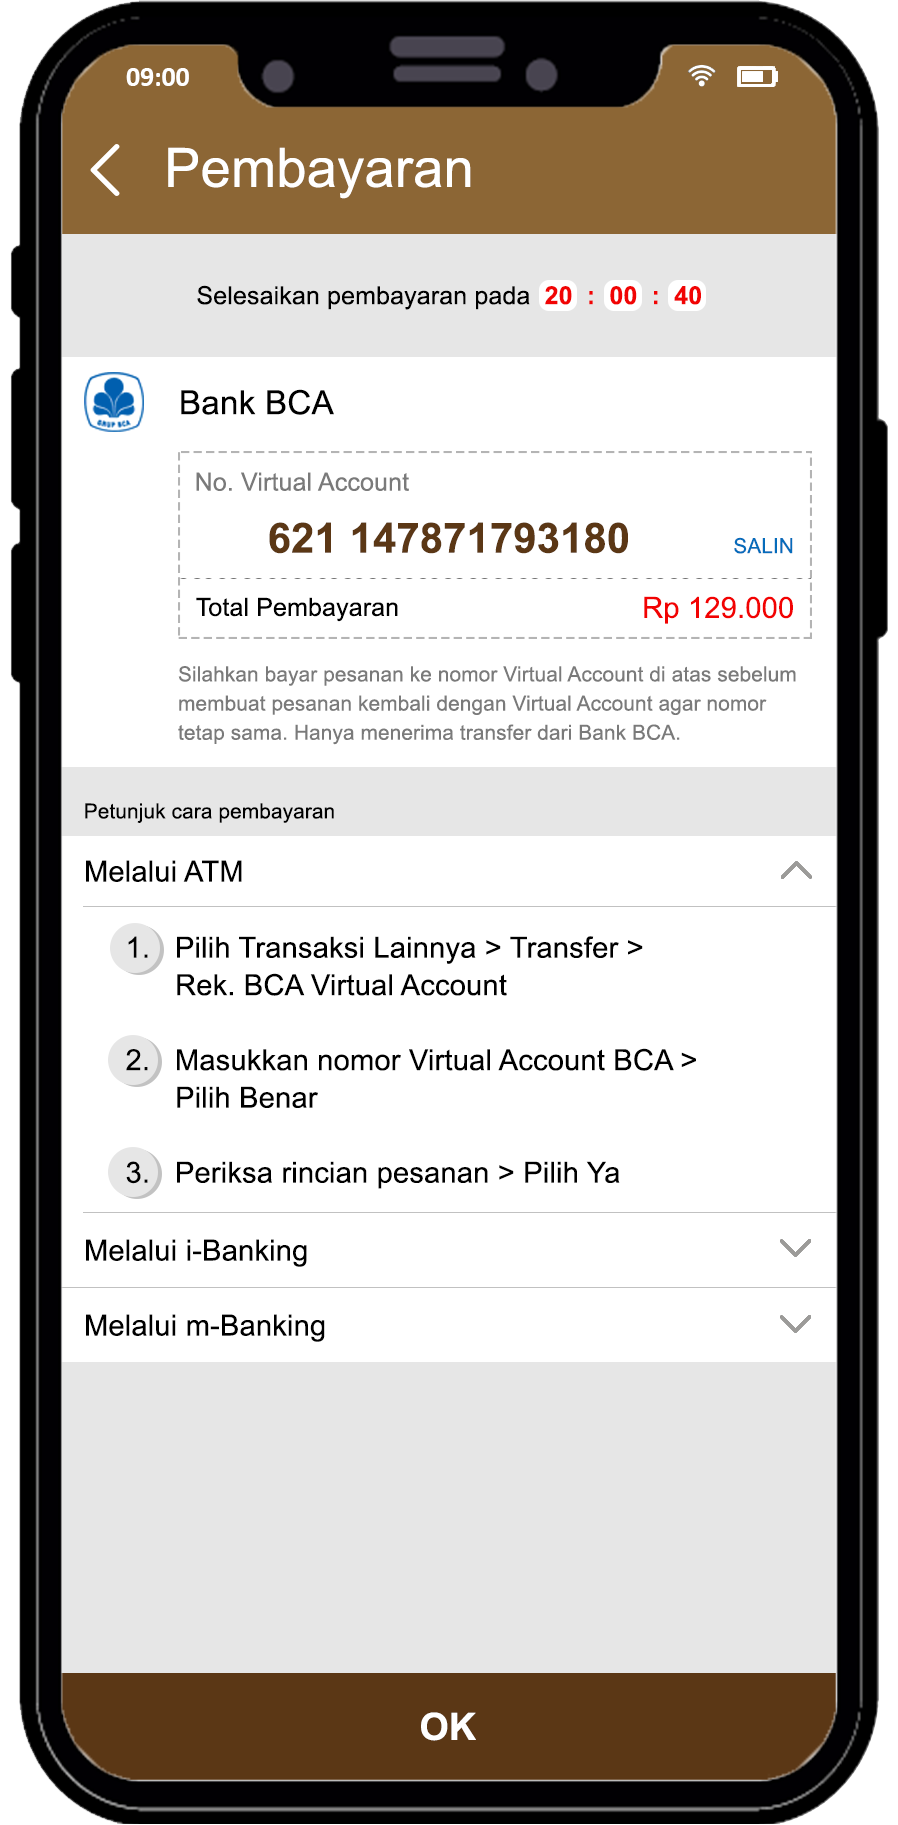 09:00
Pembayaran
Selesaikan pembayaran pada 20 : 00 : 40
GRUP BCA
Bank BCA
No. Virtual Account
621 147871793180
SALIN
Total Pembayaran Rp 129.000
Silahkan bayar pesanan ke nomor Virtual Account di atas sebelum
membuat pesanan kembali dengan Virtual Account agar nomor
tetap sama. Hanya menerima transfer dari Bank BCA.
Petunjuk cara pembayaran
Melalui ATM
1. Pilih Transaksi Lainnya > Transfer >
Rek. BCA Virtual Account
2. Masukkan nomor Virtual Account BCA >
Pilih Benar
3. Periksa rincian pesanan > Pilih Ya
Melalui i-Banking
Melalui m-Banking
OK